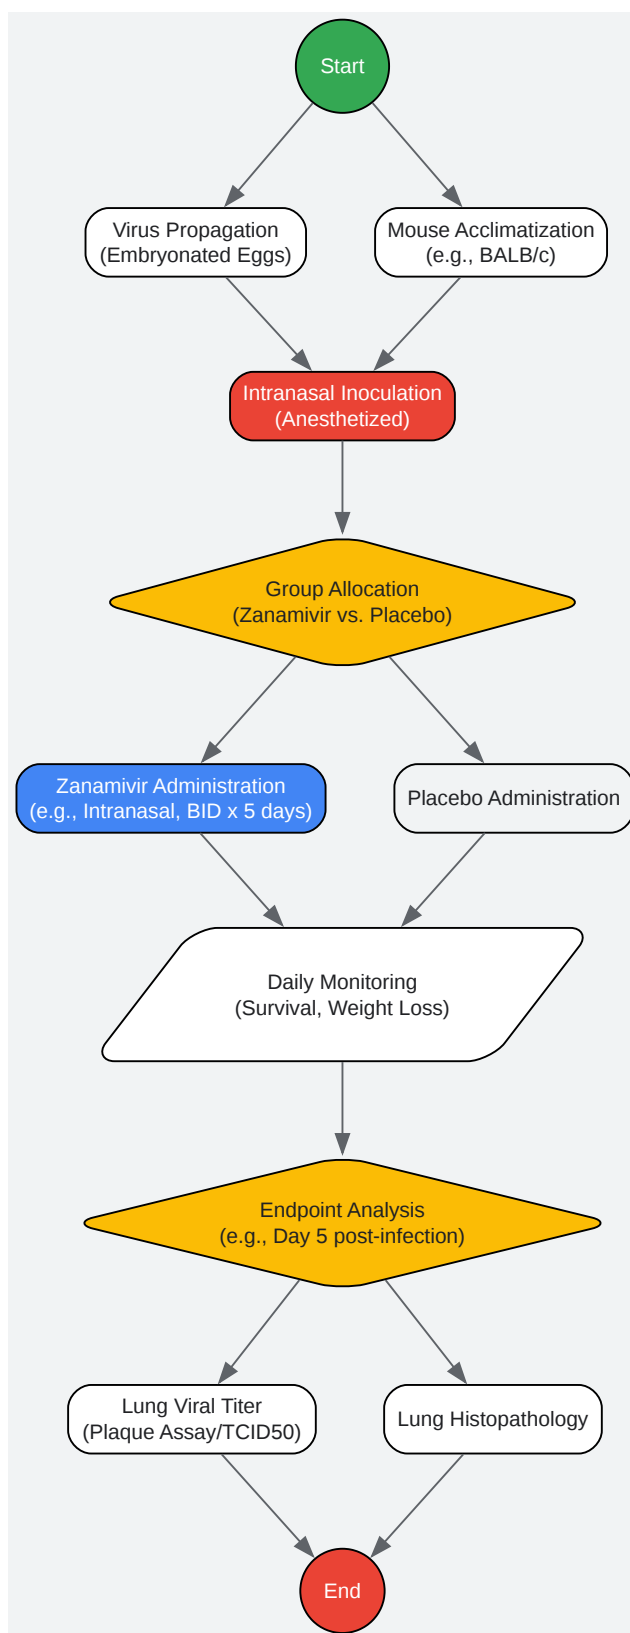 Start
Virus Propagation
(Embryonated Eggs)
Mouse Acclimatization
(e.g., BALB/c)
Intranasal Inoculation
(Anesthetized)
Group Allocation
(Zanamivir vs. Placebo)
Zanamivir Administration
(e.g., Intranasal, BID x 5 days)
Placebo Administration
Daily Monitoring
(Survival, Weight Loss)
Endpoint Analysis
(e.g., Day 5 post-infection)
Lung Viral Titer
(Plaque Assay/TCID50)
Lung Histopathology
End